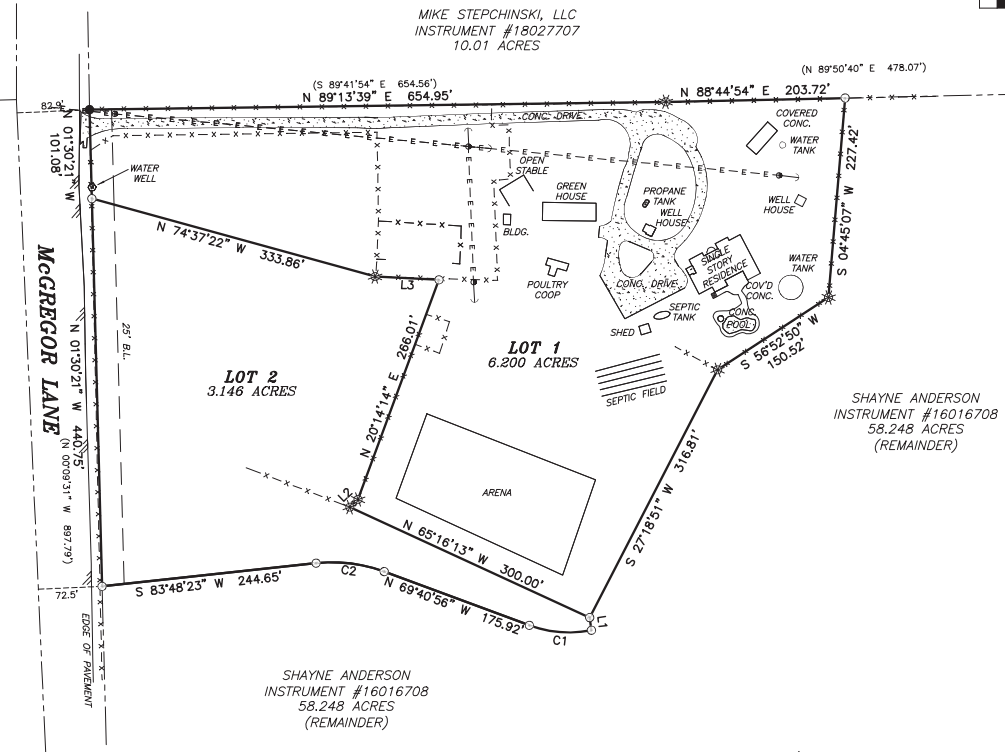 MIKE STEPCHINSKI, LLC
INSTRUMENT #18027707
10.01 ACRES
(N 89°50'40" E 478.07')
(S 89°41'54" E 654.56')
N 89°13'39" E 654.95'
N 88°44'54" E 203.72'
82.9'
CONC. DRIVE
COVERED
CONC.
WATER
TANK
N 01°30'21" W
101.08'
S 04°45'07" W 227.42'
WATER
WELL
OPEN
STABLE
GREEN
HOUSE
PROPANE
TANK
WELL
HOUSE
WELL
HOUSE
BLDG.
N 74°37'22" W 333.86'
L3
SINGLE
STORY
RESIDENCE
WATER
TANK
POULTRY
COOP
CONC. DRIVE
COV'D
CONC.
SEPTIC
TANK
CONC.
POOL
SHED
McGREGOR LANE
25' B.L.
N 01°30'21" W 440.75'
(N 00°09'31" W 897.79')
266.01'
N 20°14'14" E
LOT 1
6.200 ACRES
S 56°52'50" W
150.52'
LOT 2
3.146 ACRES
SEPTIC FIELD
SHAYNE ANDERSON
INSTRUMENT #16016708
58.248 ACRES
(REMAINDER)
S 27°18'51" W 316.81'
ARENA
L2
N 65°16'13" W 300.00'
C2
S 83°48'23" W 244.65'
N 69°40'56" W 175.92'
L1
C1
72.5'
EDGE OF PAVEMENT
SHAYNE ANDERSON
INSTRUMENT #16016708
58.248 ACRES
(REMAINDER)